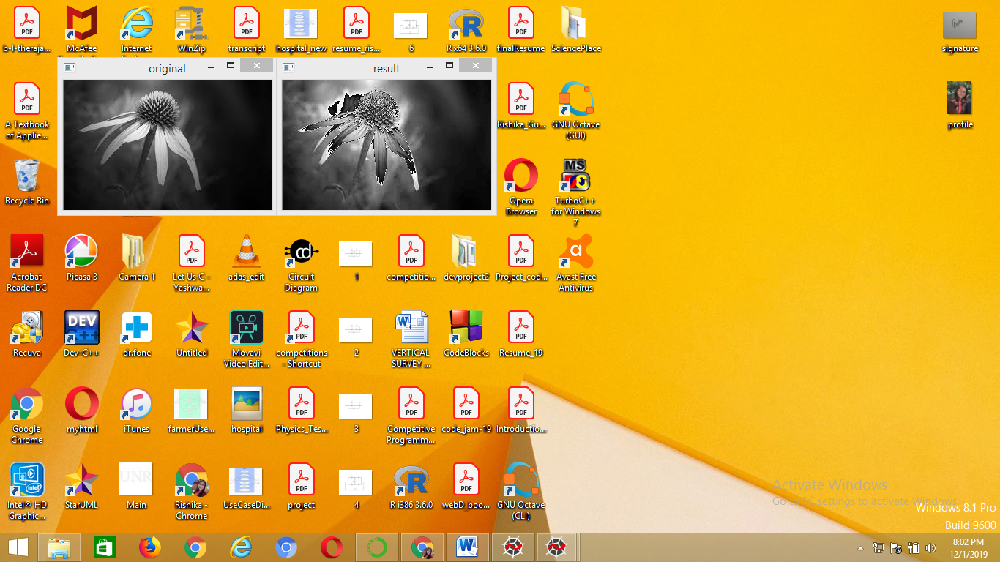 b-l-theraja...
McAfee
Internet
WinZip
transcript
hospital_new
resume_ris...
6
R x64 3.6.0
finalResume
SciencePlace
signature
original
result
A Textbook
of Applie...
Rishika_Gu...
GNU Octave
(GUI)
profile
Recycle Bin
Opera
Browser
MS
TurboC++
for Windows
7
Acrobat
Reader DC
Picasa 3
Camera 1
Let Us C -
Yashwa...
adas_edit
Circuit
Diagram
1
competitio...
devproject2
Project_cod...
Avast Free
Antivirus
Recuva
Dev-C++
dr.fone
Untitled
Movavi
Video Edit...
competitions
- Shortcut
2
VERTICAL
SURVEY ...
CodeBlocks
Resume_19
Google
Chrome
myhtml
iTunes
farmerUse...
hospital
Physics_Tes...
3
Competitive
Programm...
code_jam-19
Introductio...
Intel® HD
Graphic...
StarUML
UNR
Main
Rishika -
Chrome
UseCaseDi...
project
4
R i386 3.6.0
webD_boo...
GNU Octave
(CLI)
Activate Windows
Go to PC settings to activate Windows.
Windows 8.1 Pro
Build 9600
8:02 PM
12/1/2019